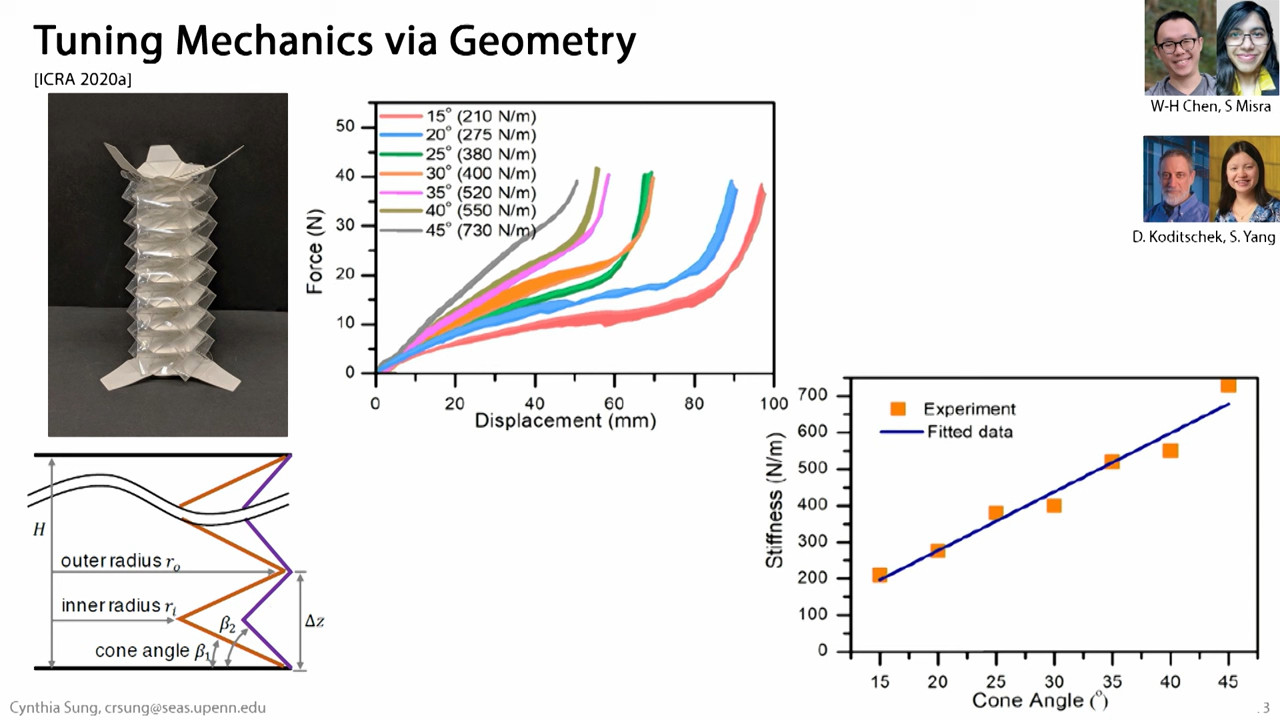 Tuning Mechanics via Geometry
[ICRA 2020a]
W-H Chen, S Misra
D. Koditschek, S. Yang
15° (210 N/m)
20° (275 N/m)
25° (380 N/m)
30° (400 N/m)
35° (520 N/m)
40° (550 N/m)
45° (730 N/m)
Force (N)
50
40
30
20
10
0
0 20 40 60 80 100
Displacement (mm)
H
outer radius rₒ
inner radius rᵢ
β₂
cone angle β₁
Δz
Experiment
Fitted data
Stiffness (N/m)
700
600
500
400
300
200
100
0
15 20 25 30 35 40 45
Cone Angle (°)
Cynthia Sung, crsung@seas.upenn.edu
3